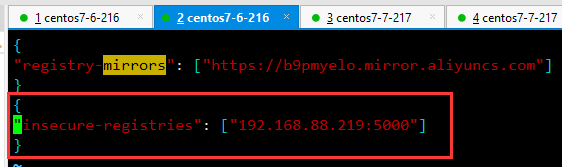 1 centos7-6-216
2 centos7-6-216
3 centos7-7-217
4 centos7-7-217
{
"registry-mirrors": ["https://b9pmyelo.mirror.aliyuncs.com"]
}
{
"insecure-registries": ["192.168.88.219:5000"]
}
~